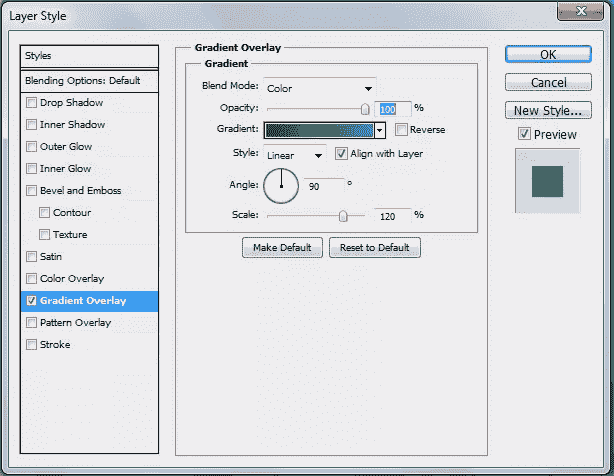 Layer Style
Styles
Blending Options: Default
Drop Shadow
Inner Shadow
Outer Glow
Inner Glow
Bevel and Emboss
Contour
Texture
Satin
Color Overlay
Gradient Overlay
Pattern Overlay
Stroke
Gradient Overlay
Gradient
Blend Mode: Color
Opacity: 100 %
Gradient: Reverse
Style: Linear Align with Layer
Angle: 90 °
Scale: 120 %
Make Default Reset to Default
OK
Cancel
New Style...
Preview